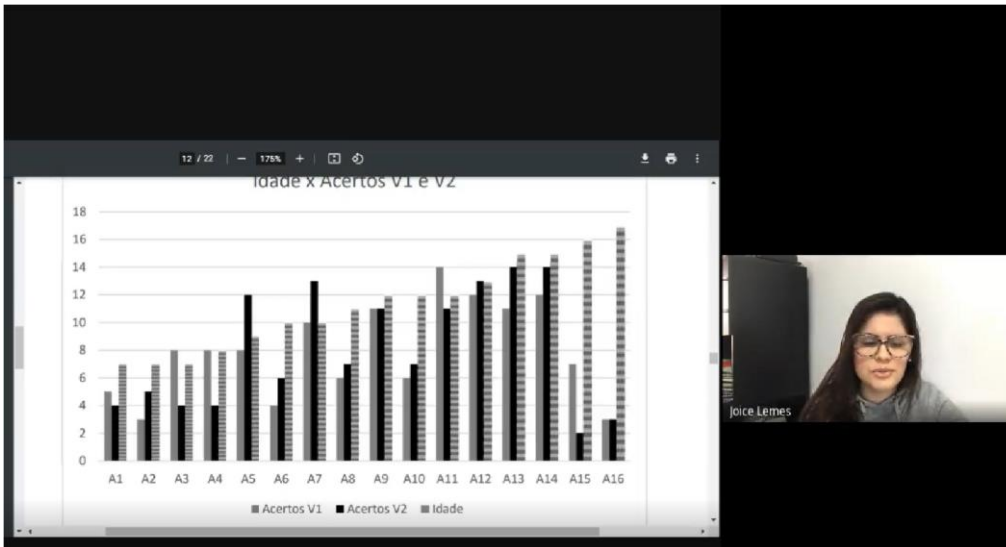 12 / 22 | − 175% + |
Idade x Acertos V1 e V2
18
16
14
12
10
8
6
4
2
0
A1 A2 A3 A4 A5 A6 A7 A8 A9 A10 A11 A12 A13 A14 A15 A16
Acertos V1 Acertos V2 Idade
Joice Lemes